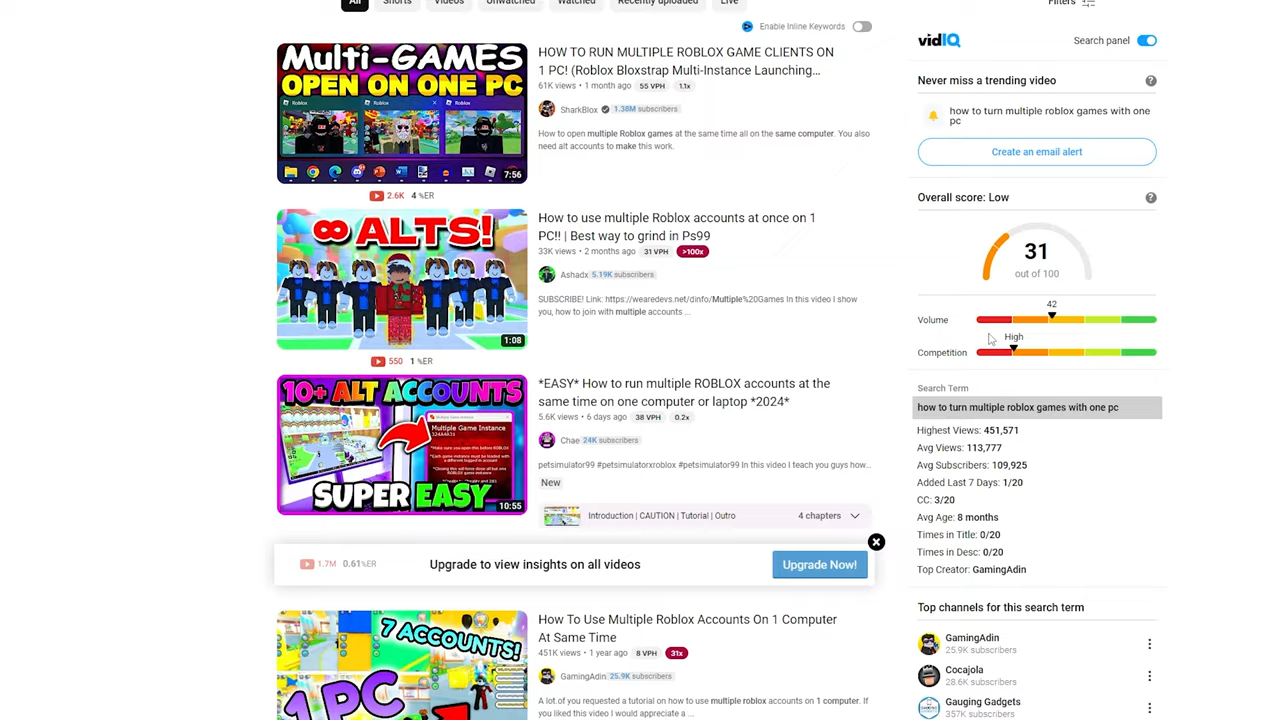 All
Shorts
Videos
Unwatched
Watched
Recently uploaded
Live
Filters
Enable Inline Keywords
Multi-GAMES
OPEN ON ONE PC
Roblox
Roblox
Roblox
7:56
HOW TO RUN MULTIPLE ROBLOX GAME CLIENTS ON
1 PC! (Roblox Bloxstrap Multi-Instance Launching...
61K views • 1 month ago 55 VPH 1.1x
SharkBlox 1.38M subscribers
How to open multiple Roblox games at the same time all on the same computer. You also
need alt accounts to make this work.
2.6K 4 %ER
∞ ALTS!
1:08
How to use multiple Roblox accounts at once on 1
PC!! | Best way to grind in Ps99
33K views • 2 months ago 31 VPH >100x
Ashadx 5.19K subscribers
SUBSCRIBE! Link: https://wearedevs.net/dinfo/Multiple%20Games In this video I show
you, how to join with multiple accounts ...
550 1 %ER
10+ ALT ACCOUNTS
Multiple Game Instance
SUPER EASY
10:55
*EASY* How to run multiple ROBLOX accounts at the
same time on one computer or laptop *2024*
5.6K views • 6 days ago 38 VPH 0.2x
Chae 24K subscribers
petsimulator99 #petsimulatorxroblox #petsimulator99 In this video I teach you guys how...
New
Introduction | CAUTION | Tutorial | Outro 4 chapters
1.7M 0.61%ER
Upgrade to view insights on all videos
Upgrade Now!
7 ACCOUNTS!
1 PC
How To Use Multiple Roblox Accounts On 1 Computer
At Same Time
451K views • 1 year ago 8 VPH 31x
GamingAdin 25.9K subscribers
A lot.of you requested a tutorial on how to use multiple roblox accounts on 1 computer. If
you liked this video I would appreciate a ...
vidIQ
Search panel
Never miss a trending video
how to turn multiple roblox games with one
pc
Create an email alert
Overall score: Low
31
out of 100
42
Volume
High
Competition
Search Term
how to turn multiple roblox games with one pc
Highest Views: 451,571
Avg Views: 113,777
Avg Subscribers: 109,925
Added Last 7 Days: 1/20
CC: 3/20
Avg Age: 8 months
Times in Title: 0/20
Times in Desc: 0/20
Top Creator: GamingAdin
Top channels for this search term
GamingAdin
25.9K subscribers
Cocajola
28.6K subscribers
Gauging Gadgets
357K subscribers